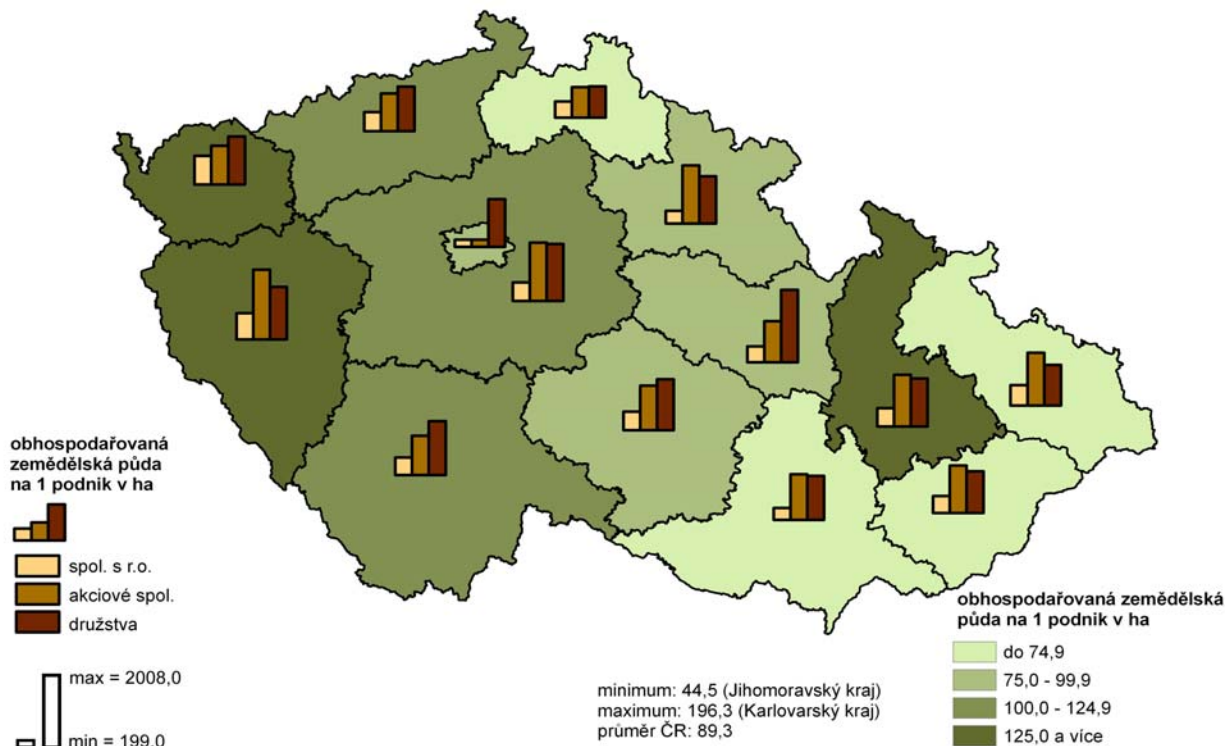 obhospodařovaná
zemědělská půda
na 1 podnik v ha
spol. s r.o.
akciové spol.
družstva
max = 2008,0
min = 199,0
minimum: 44,5 (Jihomoravský kraj)
maximum: 196,3 (Karlovarský kraj)
průměr ČR: 89,3
obhospodařovaná zemědělská
půda na 1 podnik v ha
do 74,9
75,0 - 99,9
100,0 - 124,9
125,0 a více